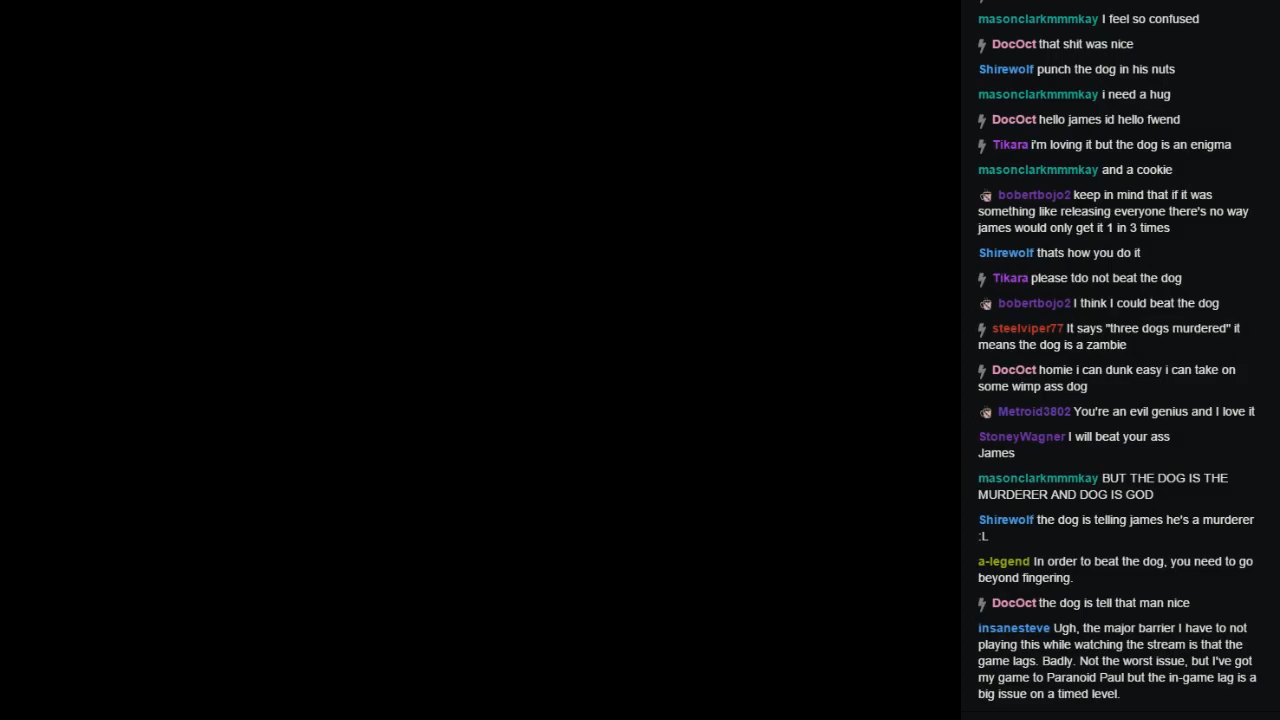 masonclarkmmmkay I feel so confused
DocOct that shit was nice
Shirewolf punch the dog in his nuts
masonclarkmmmkay i need a hug
DocOct hello james id hello fwend
Tikara i'm loving it but the dog is an enigma
masonclarkmmmkay and a cookie
bobertbojo2 keep in mind that if it was
something like releasing everyone there's no way
james would only get it 1 in 3 times
Shirewolf thats how you do it
Tikara please tdo not beat the dog
bobertbojo2 I think I could beat the dog
steelviper77 It says "three dogs murdered" it
means the dog is a zambie
DocOct homie i can dunk easy i can take on
some wimp ass dog
Metroid3802 You're an evil genius and I love it
StoneyWagner I will beat your ass
James
masonclarkmmmkay BUT THE DOG IS THE
MURDERER AND DOG IS GOD
Shirewolf the dog is telling james he's a murderer
:L
a-legend In order to beat the dog, you need to go
beyond fingering.
DocOct the dog is tell that man nice
insanesteve Ugh, the major barrier I have to not
playing this while watching the stream is that the
game lags. Badly. Not the worst issue, but I've got
my game to Paranoid Paul but the in-game lag is a
big issue on a timed level.